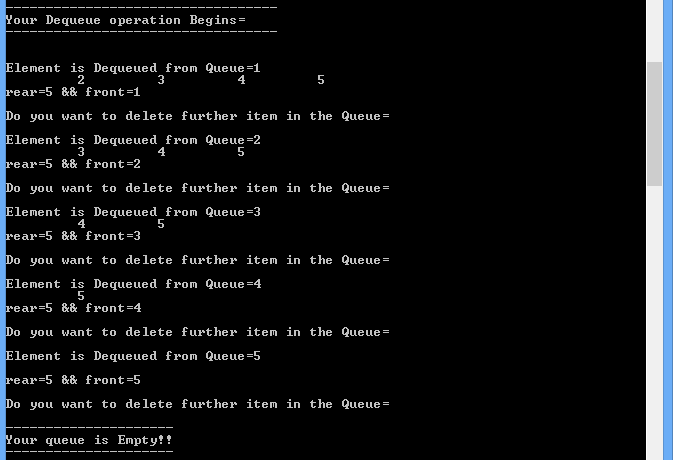 ----------------------------------
Your Dequeue operation Begins=
----------------------------------
Element is Dequeued from Queue=1
2 3 4 5
rear=5 && front=1
Do you want to delete further item in the Queue=
Element is Dequeued from Queue=2
3 4 5
rear=5 && front=2
Do you want to delete further item in the Queue=
Element is Dequeued from Queue=3
4 5
rear=5 && front=3
Do you want to delete further item in the Queue=
Element is Dequeued from Queue=4
5
rear=5 && front=4
Do you want to delete further item in the Queue=
Element is Dequeued from Queue=5
rear=5 && front=5
Do you want to delete further item in the Queue=
---------------------
Your queue is Empty!!
---------------------